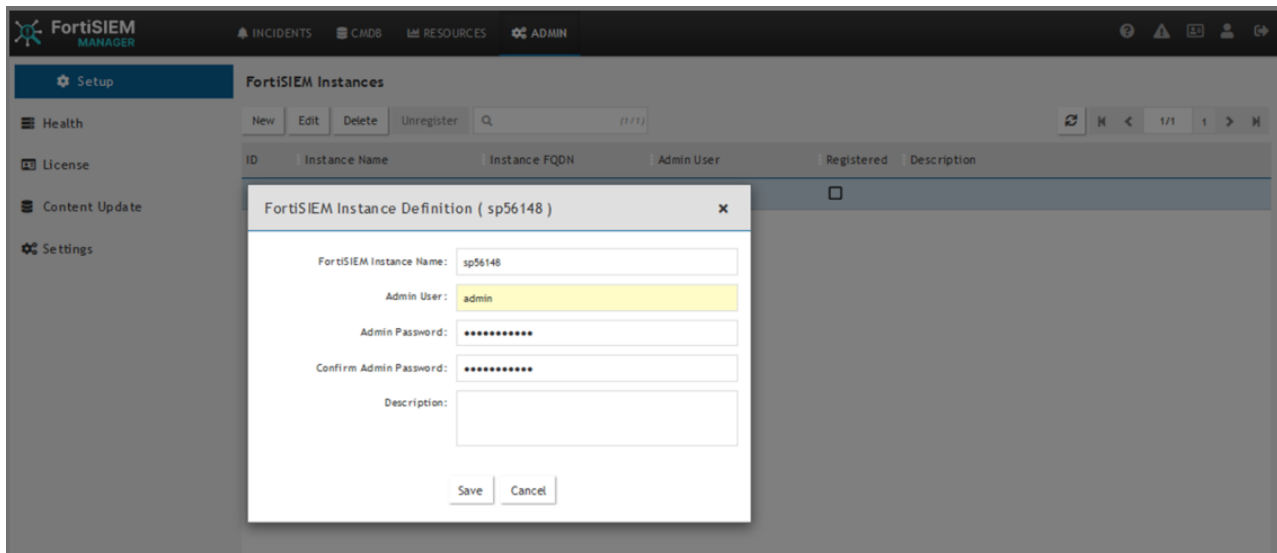 FortiSIEM
MANAGER
INCIDENTS CMDB RESOURCES ADMIN
Setup
Health
License
Content Update
Settings
FortiSIEM Instances
New Edit Delete Unregister (1/1) 1/1 1
ID Instance Name Instance FQDN Admin User Registered Description
FortiSIEM Instance Definition ( sp56148 )
FortiSIEM Instance Name: sp56148
Admin User: admin
Admin Password: •••••••••••
Confirm Admin Password: •••••••••••
Description:
Save Cancel